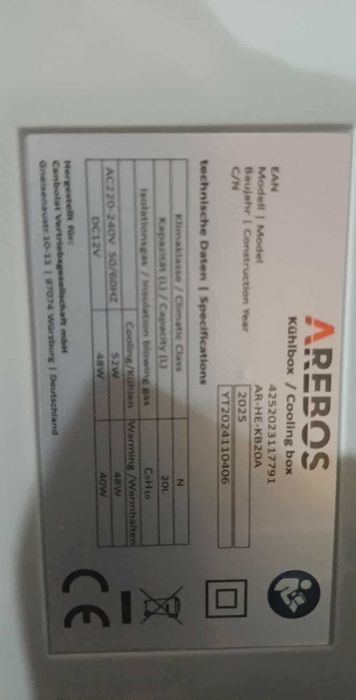 AREBOS
Kühlbox / Cooling box
EAN 4252023117791
Modell | Model AR-HE-KB20A
Baujahr | Construction Year 2025
C/N YT2024110406
technische Daten | Specifications
Klimaklasse / Climatic Class N
Kapazität (L) / Capacity (L) 20L
Isolationsgas / Insulation blowing gas C₅H₁₀
Cooling/Kühlen Warming /Warmhalten
AC220-240V 50/60HZ 52W 48W
DC12V 48W 40W
Hergestellt für:
Canbolat Vertriebsgesellschaft mbH
Gneisenaustr.10-11 | 97074 Würzburg | Deutschland
CE